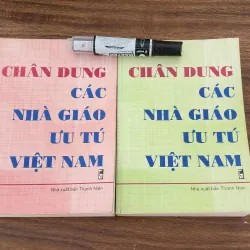 CHÂN DUNG
CÁC
NHÀ GIÁO
ƯU TÚ
VIỆT NAM
Nhà xuất bản Thanh Niên
CHÂN DUNG
CÁC
NHÀ GIÁO
ƯU TÚ
VIỆT NAM
Nhà xuất bản Thanh Niên